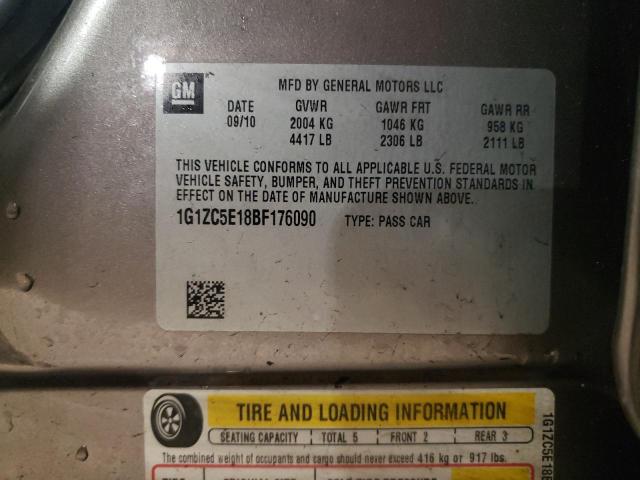 GM
MFD BY GENERAL MOTORS LLC
DATE GVWR GAWR FRT GAWR RR
09/10 2004 KG 1046 KG 958 KG
4417 LB 2306 LB 2111 LB
THIS VEHICLE CONFORMS TO ALL APPLICABLE U.S. FEDERAL MOTOR
VEHICLE SAFETY, BUMPER, AND THEFT PREVENTION STANDARDS IN
EFFECT ON THE DATE OF MANUFACTURE SHOWN ABOVE.
1G1ZC5E18BF176090 TYPE: PASS CAR
TIRE AND LOADING INFORMATION
SEATING CAPACITY TOTAL 5 FRONT 2 REAR 3
The combined weight of occupants and cargo should never exceed 416 kg or 917 lbs.
1G1ZC5E18B